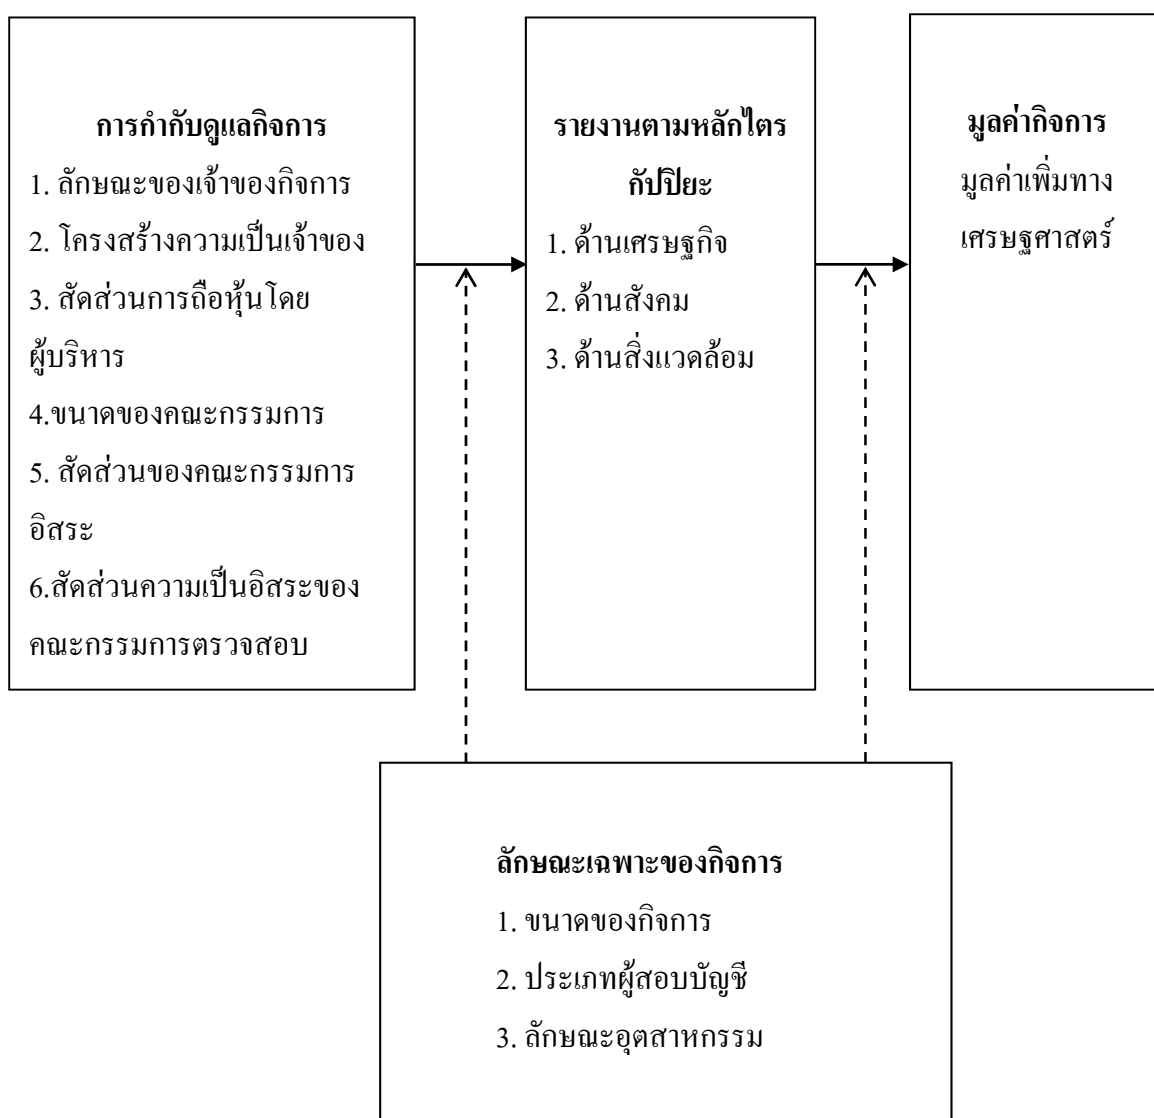 การกำกับดูแลกิจการ
1. ลักษณะของเจ้าของกิจการ
2. โครงสร้างความเป็นเจ้าของ
3. สัดส่วนการถือหุ้นโดย
ผู้บริหาร
4.ขนาดของคณะกรรมการ
5. สัดส่วนของคณะกรรมการ
อิสระ
6.สัดส่วนความเป็นอิสระของ
คณะกรรมการตรวจสอบ
รายงานตามหลักไตร
กัปปิยะ
1. ด้านเศรษฐกิจ
2. ด้านสังคม
3. ด้านสิ่งแวดล้อม
มูลค่ากิจการ
มูลค่าเพิ่มทาง
เศรษฐศาสตร์
ลักษณะเฉพาะของกิจการ
1. ขนาดของกิจการ
2. ประเภทผู้สอบบัญชี
3. ลักษณะอุตสาหกรรม